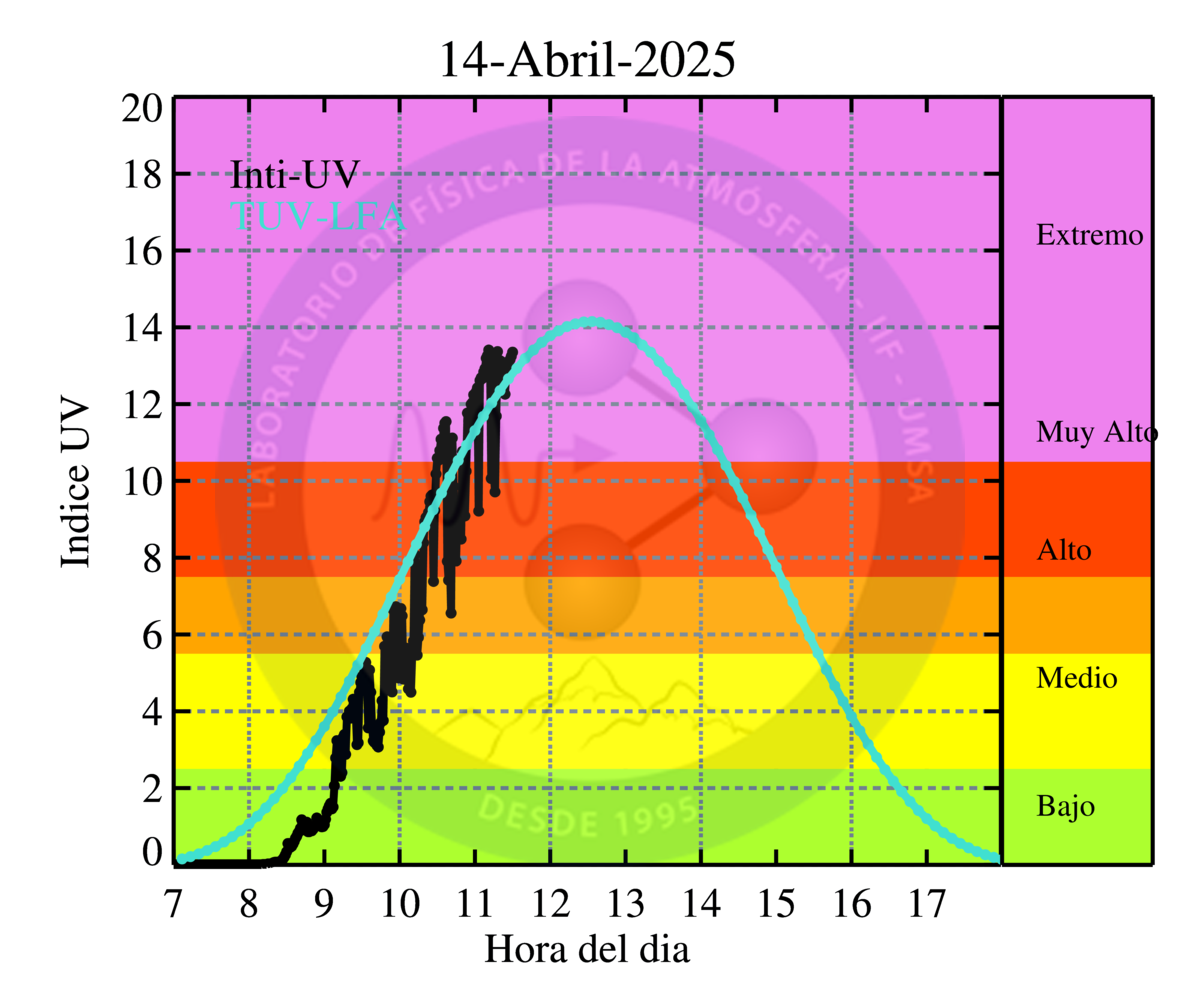 14-Abril-2025
Inti-UV
TUV-LFA
LABORATORIO DE FÍSICA DE LA ATMÓSFERA - IIF - UMSA
DESDE 1995
Indice UV
20
18
16
14
12
10
8
6
4
2
0
7 8 9 10 11 12 13 14 15 16 17
Hora del dia
Extremo
Muy Alto
Alto
Medio
Bajo